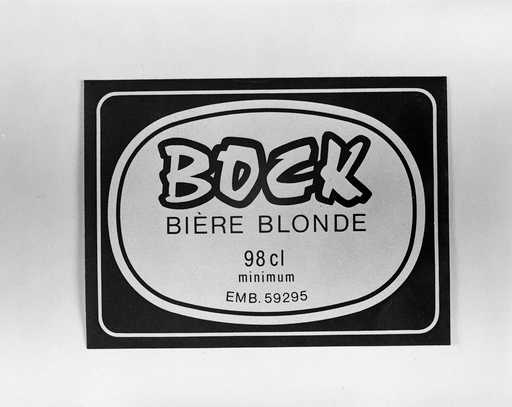 BOCK
BIÈRE BLONDE
98 cl
minimum
EMB. 59295